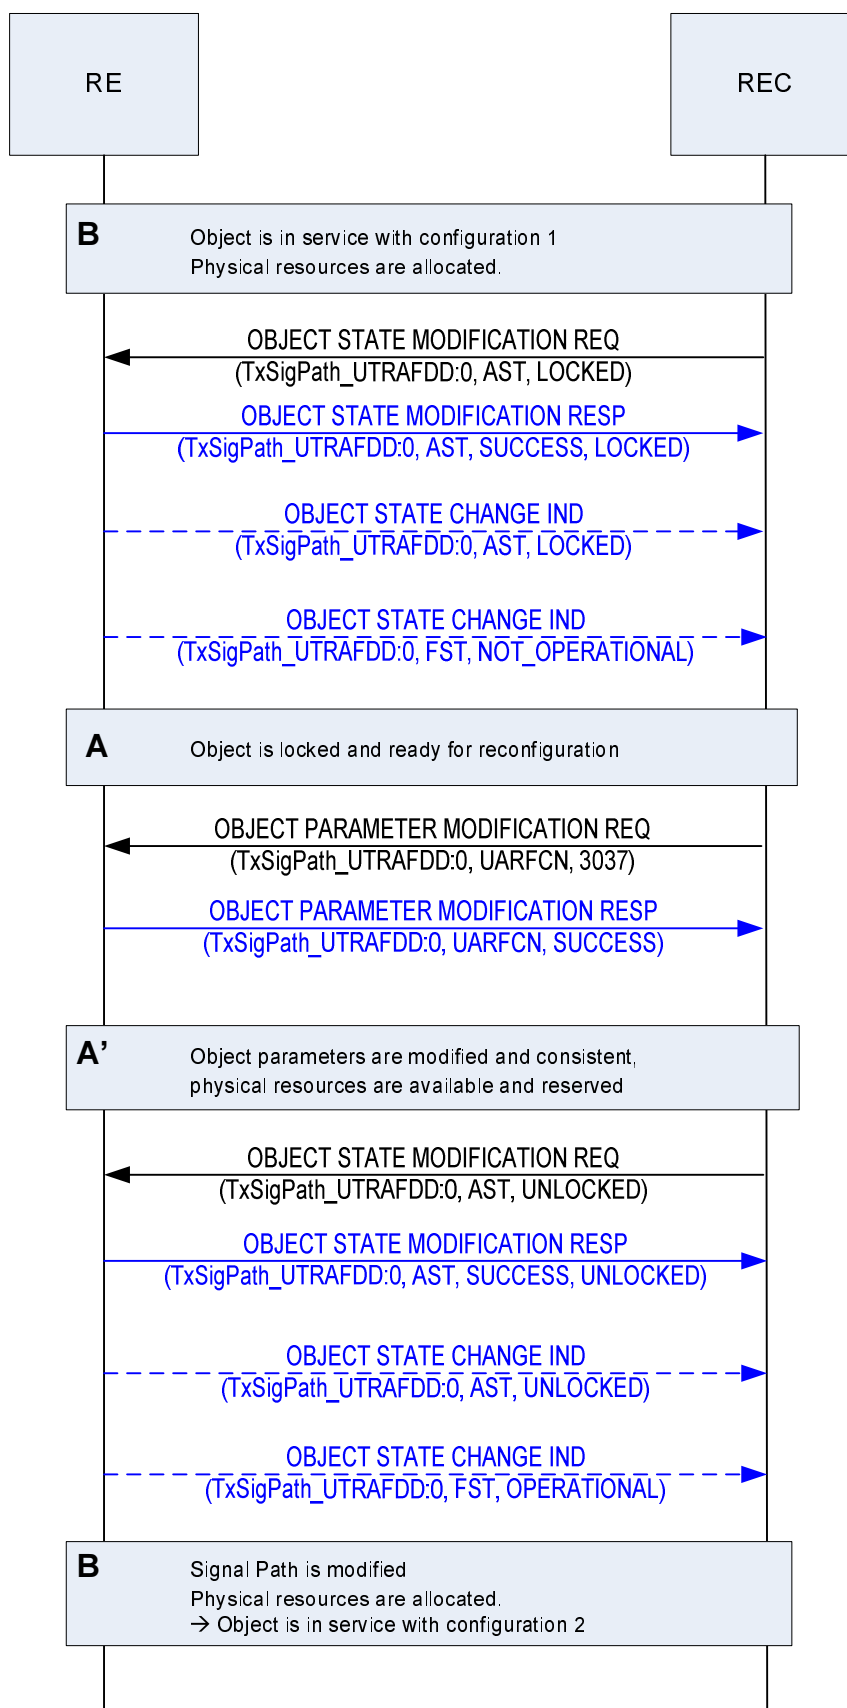 RE
REC
B
Object is in service with configuration 1
Physical resources are allocated.
OBJECT STATE MODIFICATION REQ
(TxSigPath_UTRAFDD:0, AST, LOCKED)
OBJECT STATE MODIFICATION RESP
(TxSigPath_UTRAFDD:0, AST, SUCCESS, LOCKED)
OBJECT STATE CHANGE IND
(TxSigPath_UTRAFDD:0, AST, LOCKED)
OBJECT STATE CHANGE IND
(TxSigPath_UTRAFDD:0, FST, NOT_OPERATIONAL)
A
Object is locked and ready for reconfiguration
OBJECT PARAMETER MODIFICATION REQ
(TxSigPath_UTRAFDD:0, UARFCN, 3037)
OBJECT PARAMETER MODIFICATION RESP
(TxSigPath_UTRAFDD:0, UARFCN, SUCCESS)
A’
Object parameters are modified and consistent,
physical resources are available and reserved
OBJECT STATE MODIFICATION REQ
(TxSigPath_UTRAFDD:0, AST, UNLOCKED)
OBJECT STATE MODIFICATION RESP
(TxSigPath_UTRAFDD:0, AST, SUCCESS, UNLOCKED)
OBJECT STATE CHANGE IND
(TxSigPath_UTRAFDD:0, AST, UNLOCKED)
OBJECT STATE CHANGE IND
(TxSigPath_UTRAFDD:0, FST, OPERATIONAL)
B
Signal Path is modified
Physical resources are allocated.
→ Object is in service with configuration 2